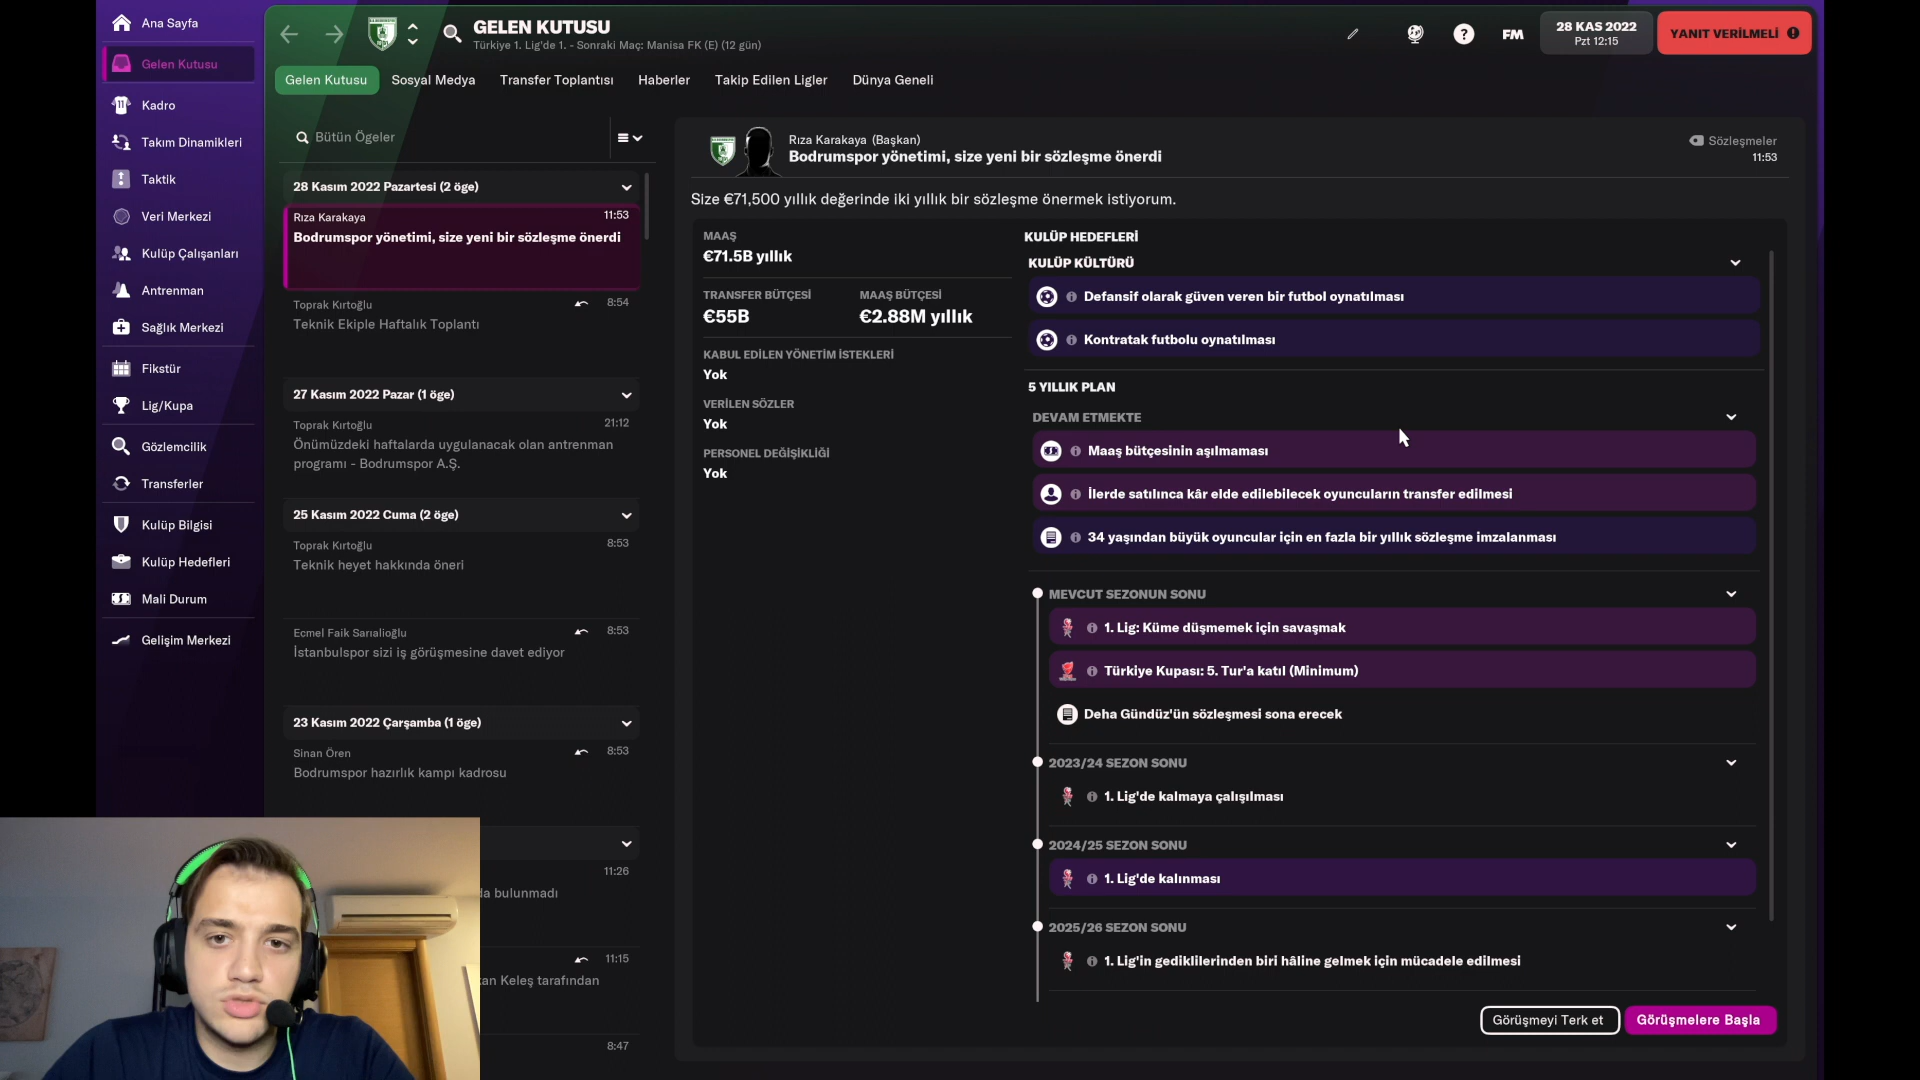 Ana Sayfa
Gelen Kutusu
Kadro
Takım Dinamikleri
Taktik
Veri Merkezi
Kulüp Çalışanları
Antrenman
Sağlık Merkezi
Fikstür
Lig/Kupa
Gözlemcilik
Transferler
Kulüp Bilgisi
Kulüp Hedefleri
Mali Durum
Gelişim Merkezi
GELEN KUTUSU
Türkiye 1. Lig'de 1. - Sonraki Maç: Manisa FK (E) (12 gün)
FM
28 KAS 2022
Pzt 12:15
YANIT VERİLMELİ
Gelen Kutusu Sosyal Medya Transfer Toplantısı Haberler Takip Edilen Ligler Dünya Geneli
Bütün Ögeler
28 Kasım 2022 Pazartesi (2 öge)
Rıza Karakaya 11:53
Bodrumspor yönetimi, size yeni bir sözleşme önerdi
Toprak Kırtoğlu 8:54
Teknik Ekiple Haftalık Toplantı
27 Kasım 2022 Pazar (1 öge)
Toprak Kırtoğlu 21:12
Önümüzdeki haftalarda uygulanacak olan antrenman
programı - Bodrumspor A.Ş.
25 Kasım 2022 Cuma (2 öge)
Toprak Kırtoğlu 8:53
Teknik heyet hakkında öneri
Ecmel Faik Sarıalioğlu 8:53
İstanbulspor sizi iş görüşmesine davet ediyor
23 Kasım 2022 Çarşamba (1 öge)
Sinan Ören 8:53
Bodrumspor hazırlık kampı kadrosu
11:26
da bulunmadı
11:15
kan Keleş tarafından
8:47
Rıza Karakaya (Başkan)
Bodrumspor yönetimi, size yeni bir sözleşme önerdi
Sözleşmeler
11:53
Size €71,500 yıllık değerinde iki yıllık bir sözleşme önermek istiyorum.
MAAŞ
€71.5B yıllık
TRANSFER BÜTÇESİ MAAŞ BÜTÇESİ
€55B €2.88M yıllık
KABUL EDİLEN YÖNETİM İSTEKLERİ
Yok
VERİLEN SÖZLER
Yok
PERSONEL DEĞİŞİKLİĞİ
Yok
KULÜP HEDEFLERİ
KULÜP KÜLTÜRÜ
Defansif olarak güven veren bir futbol oynatılması
Kontratak futbolu oynatılması
5 YILLIK PLAN
DEVAM ETMEKTE
Maaş bütçesinin aşılmaması
İlerde satılınca kâr elde edilebilecek oyuncuların transfer edilmesi
34 yaşından büyük oyuncular için en fazla bir yıllık sözleşme imzalanması
MEVCUT SEZONUN SONU
1. Lig: Küme düşmemek için savaşmak
Türkiye Kupası: 5. Tur'a katıl (Minimum)
Deha Gündüz'ün sözleşmesi sona erecek
2023/24 SEZON SONU
1. Lig'de kalmaya çalışılması
2024/25 SEZON SONU
1. Lig'de kalınması
2025/26 SEZON SONU
1. Lig'in gediklilerinden biri hâline gelmek için mücadele edilmesi
Görüşmeyi Terk et
Görüşmelere Başla